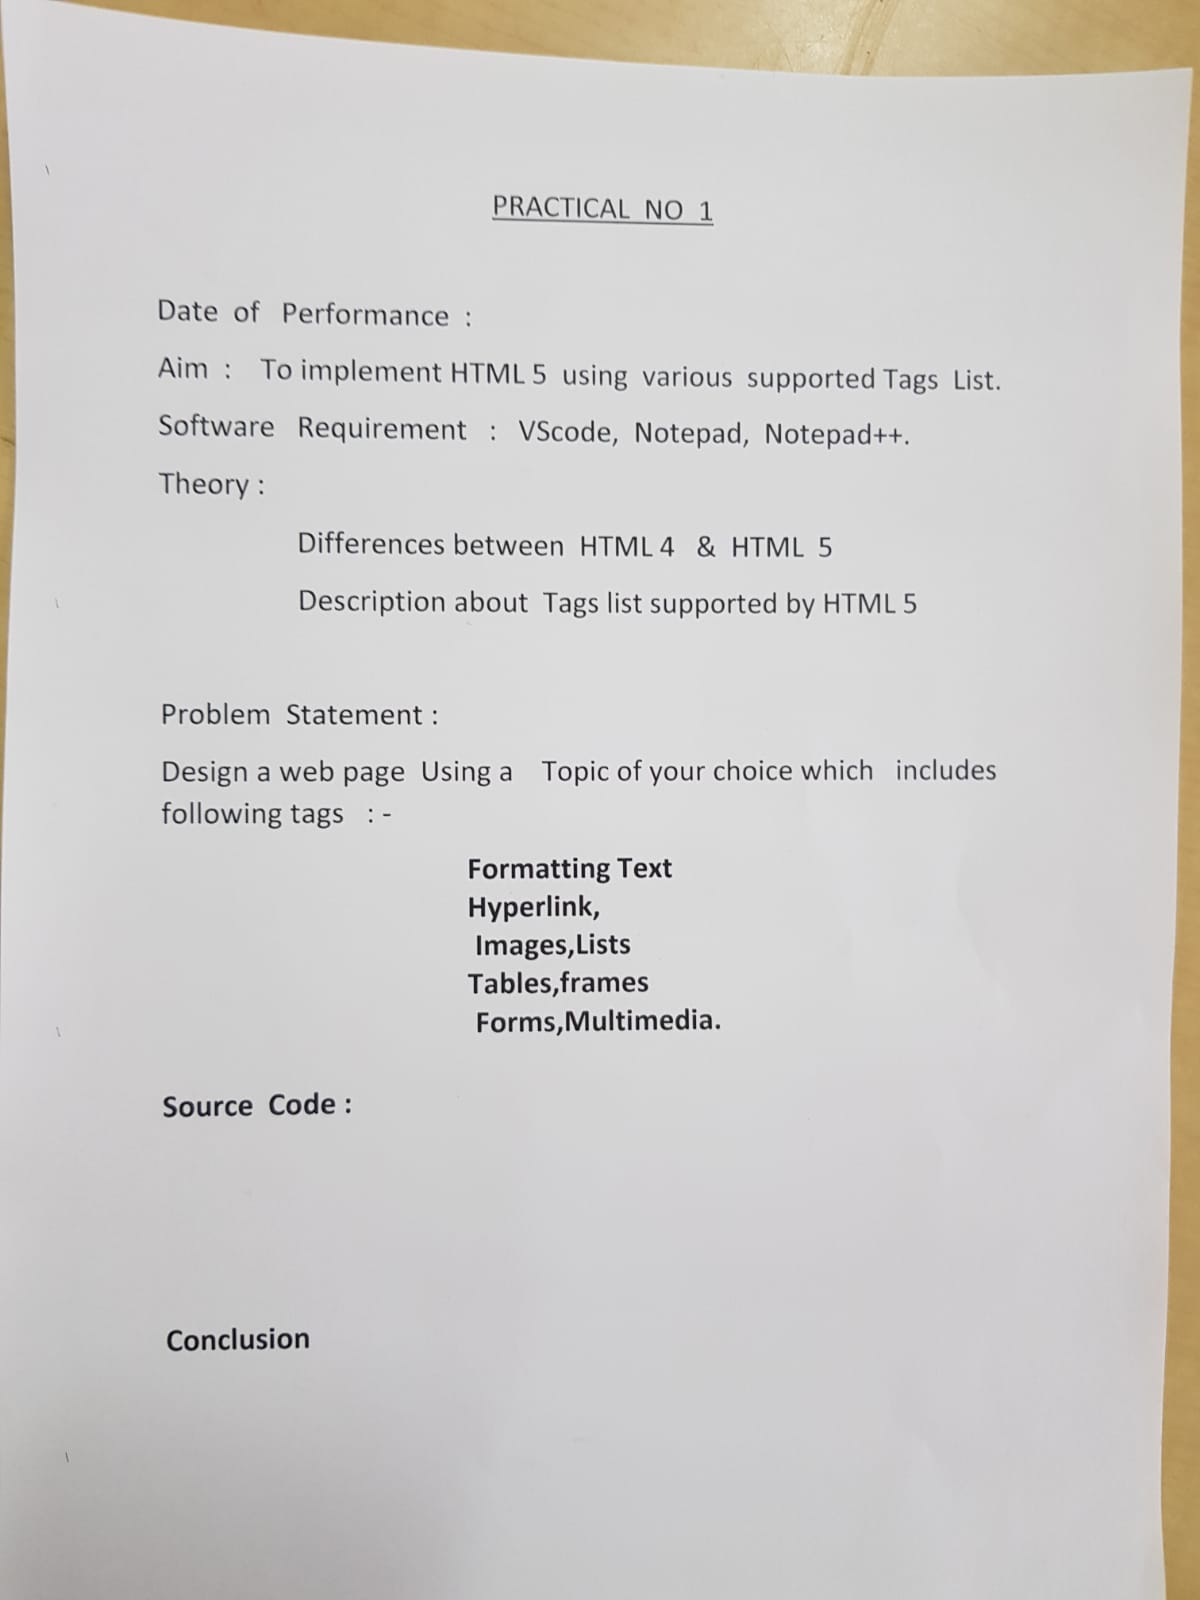 PRACTICAL NO 1
Date of Performance :
Aim : To implement HTML 5 using various supported Tags List.
Software Requirement : VScode, Notepad, Notepad++.
Theory :
Differences between HTML 4 & HTML 5
Description about Tags list supported by HTML 5
Problem Statement :
Design a web page Using a Topic of your choice which includes
following tags : -
Formatting Text
Hyperlink,
Images,Lists
Tables,frames
Forms,Multimedia.
Source Code :
Conclusion